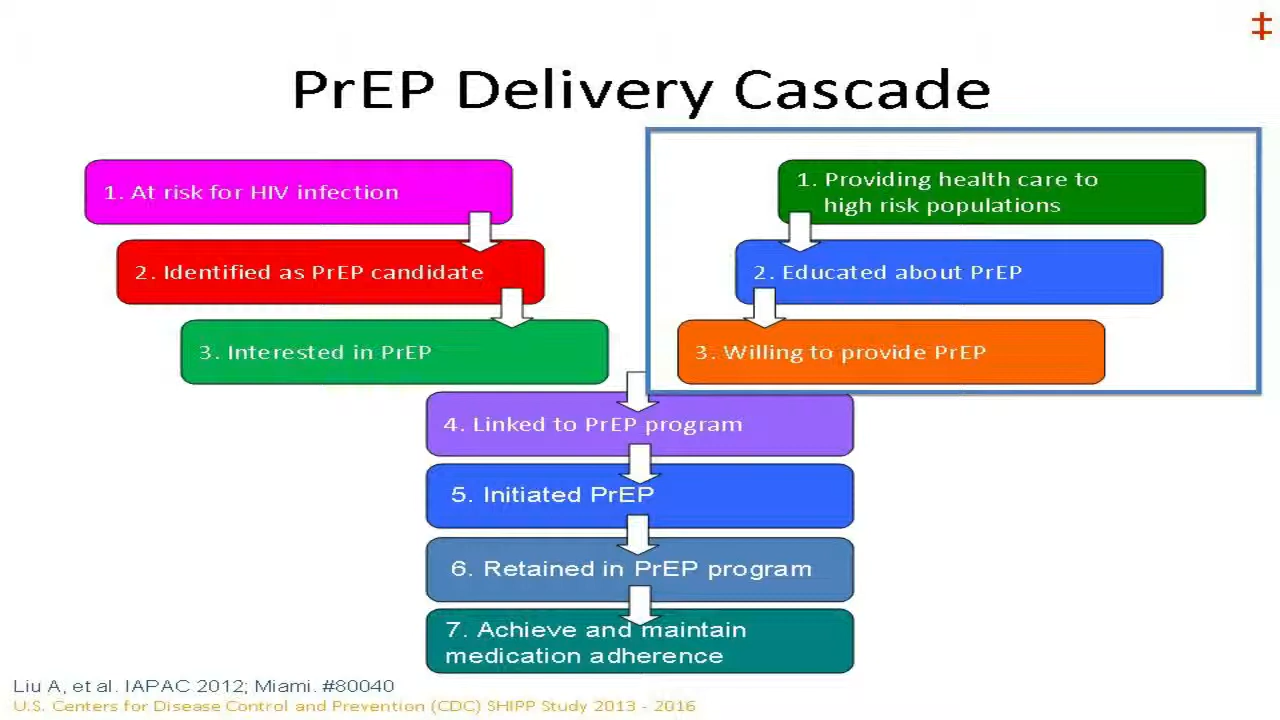 ‡
PrEP Delivery Cascade
1. At risk for HIV infection
2. Identified as PrEP candidate
3. Interested in PrEP
1. Providing health care to
high risk populations
2. Educated about PrEP
3. Willing to provide PrEP
4. Linked to PrEP program
5. Initiated PrEP
6. Retained in PrEP program
7. Achieve and maintain
medication adherence
Liu A, et al. IAPAC 2012; Miami. #80040
U.S. Centers for Disease Control and Prevention (CDC) SHIPP Study 2013 - 2016